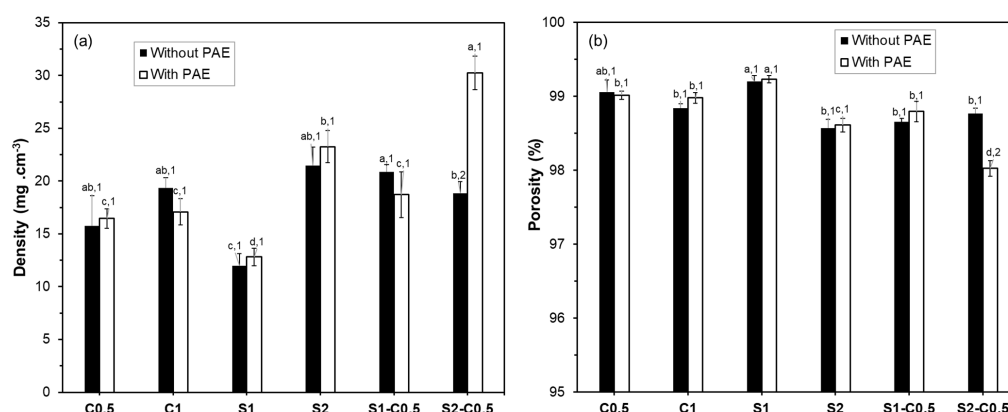 (a)
Without PAE
With PAE
Density (mg .cm-3)
35
30
25
20
15
10
5
0
ab,1
c,1
ab,1
c,1
c,1
d,1
ab,1
b,1
a,1
c,1
b,2
a,1
C0.5
C1
S1
S2
S1-C0.5
S2-C0.5
(b)
Without PAE
With PAE
Porosity (%)
100
99
98
97
96
95
ab,1
b,1
b,1
b,1
a,1
a,1
b,1
c,1
b,1
b,1
b,1
d,2
C0.5
C1
S1
S2
S1-C0.5
S2-C0.5